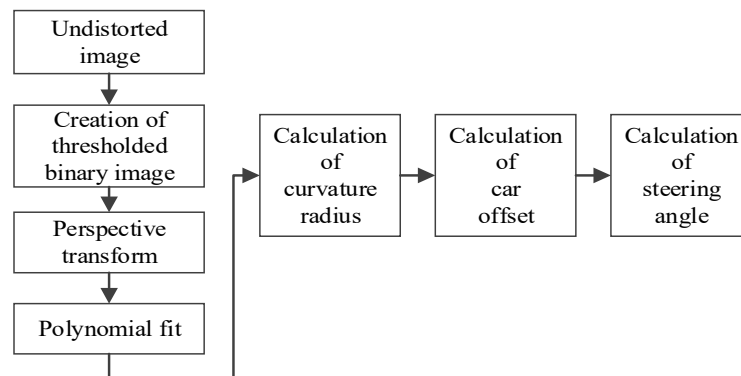 Undistorted
image
Creation of
thresholded
binary image
Perspective
transform
Polynomial fit
Calculation
of
curvature
radius
Calculation
of
car
offset
Calculation
of
steering
angle